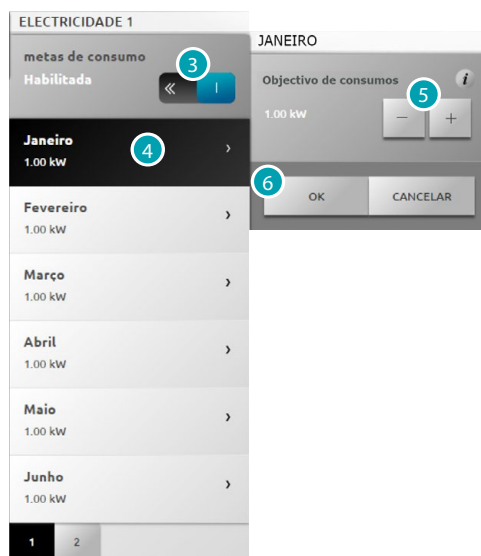 ELECTRICIDADE 1
metas de consumo
Habilitada
3
Janeiro
1.00 kW
4
Fevereiro
1.00 kW
Março
1.00 kW
Abril
1.00 kW
Maio
1.00 kW
Junho
1.00 kW
1 2
JANEIRO
Objectivo de consumos i
5
1.00 kW
6
OK CANCELAR